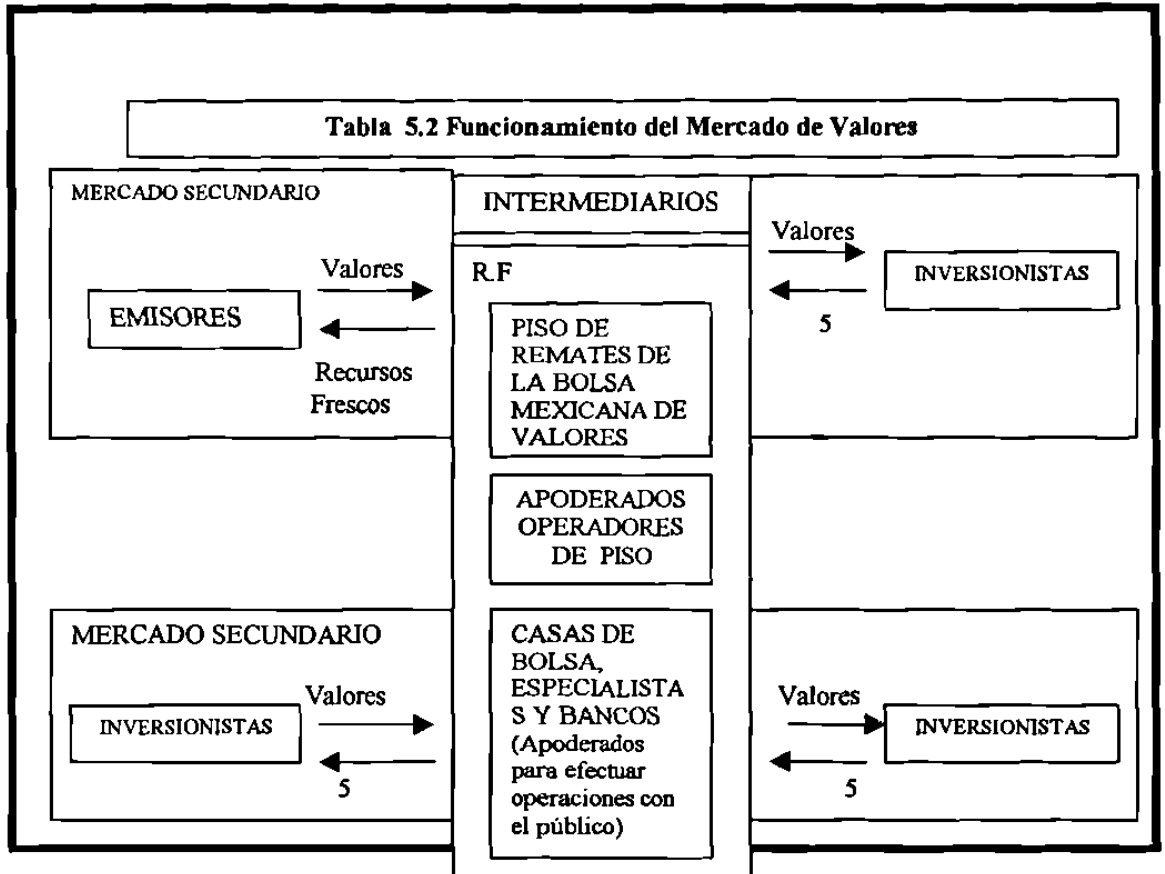 Tabla 5.2 Funcionamiento del Mercado de Valores
MERCADO SECUNDARIO
EMISORES
Valores
Recursos
Frescos
INTERMEDIARIOS
R.F
PISO DE
REMATES DE
LA BOLSA
MEXICANA DE
VALORES
APODERADOS
OPERADORES
DE PISO
CASAS DE
BOLSA,
ESPECIALISTA
S Y BANCOS
(Apoderados
para efectuar
operaciones con
el público)
Valores
5
INVERSIONISTAS
MERCADO SECUNDARIO
INVERSIONISTAS
Valores
5
Valores
5
INVERSIONISTAS